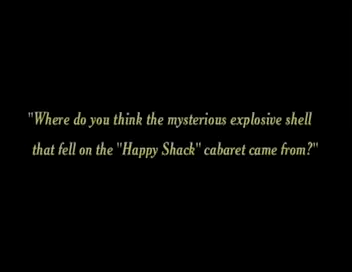 "Where do you think the mysterious explosive shell
that fell on the "Happy Shack" cabaret came from?"